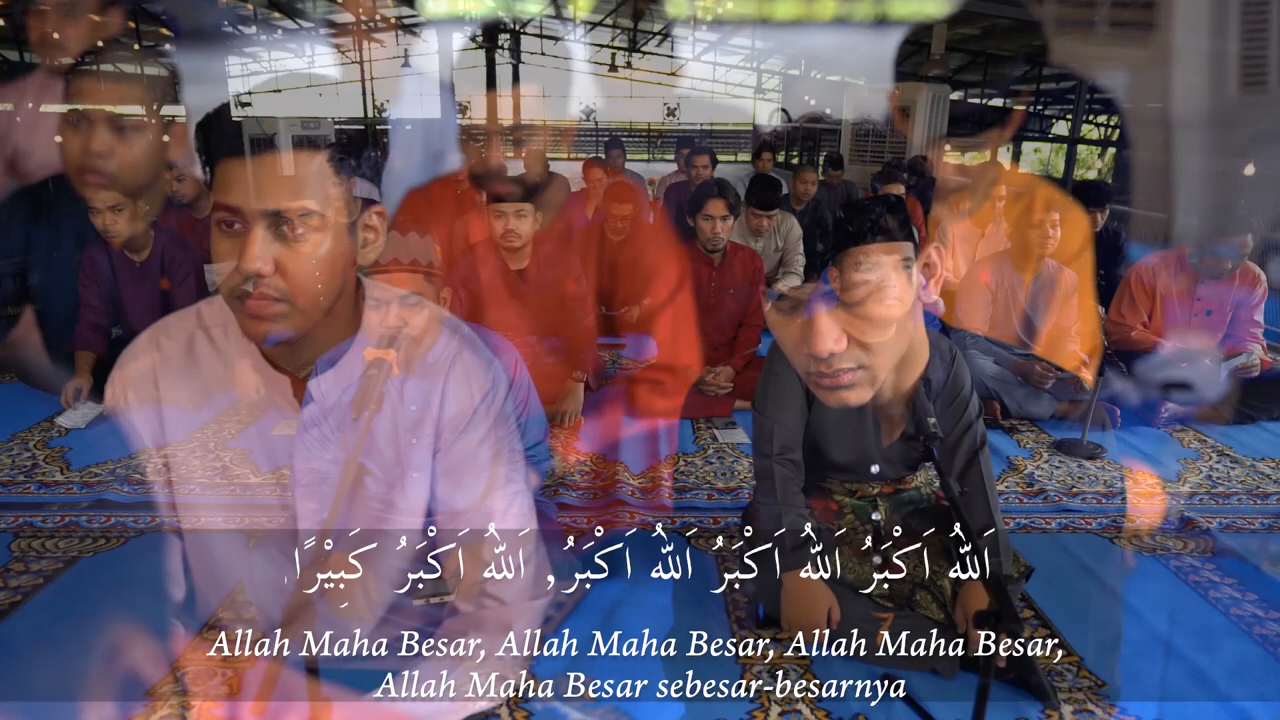 اَللهُ اَكْبَرُ اَللهُ اَكْبَرُ اَللهُ اَكْبَرُ, اَللهُ اَكْبَرُ كَبِيْرًا.
Allah Maha Besar, Allah Maha Besar, Allah Maha Besar,
Allah Maha Besar sebesar-besarnya